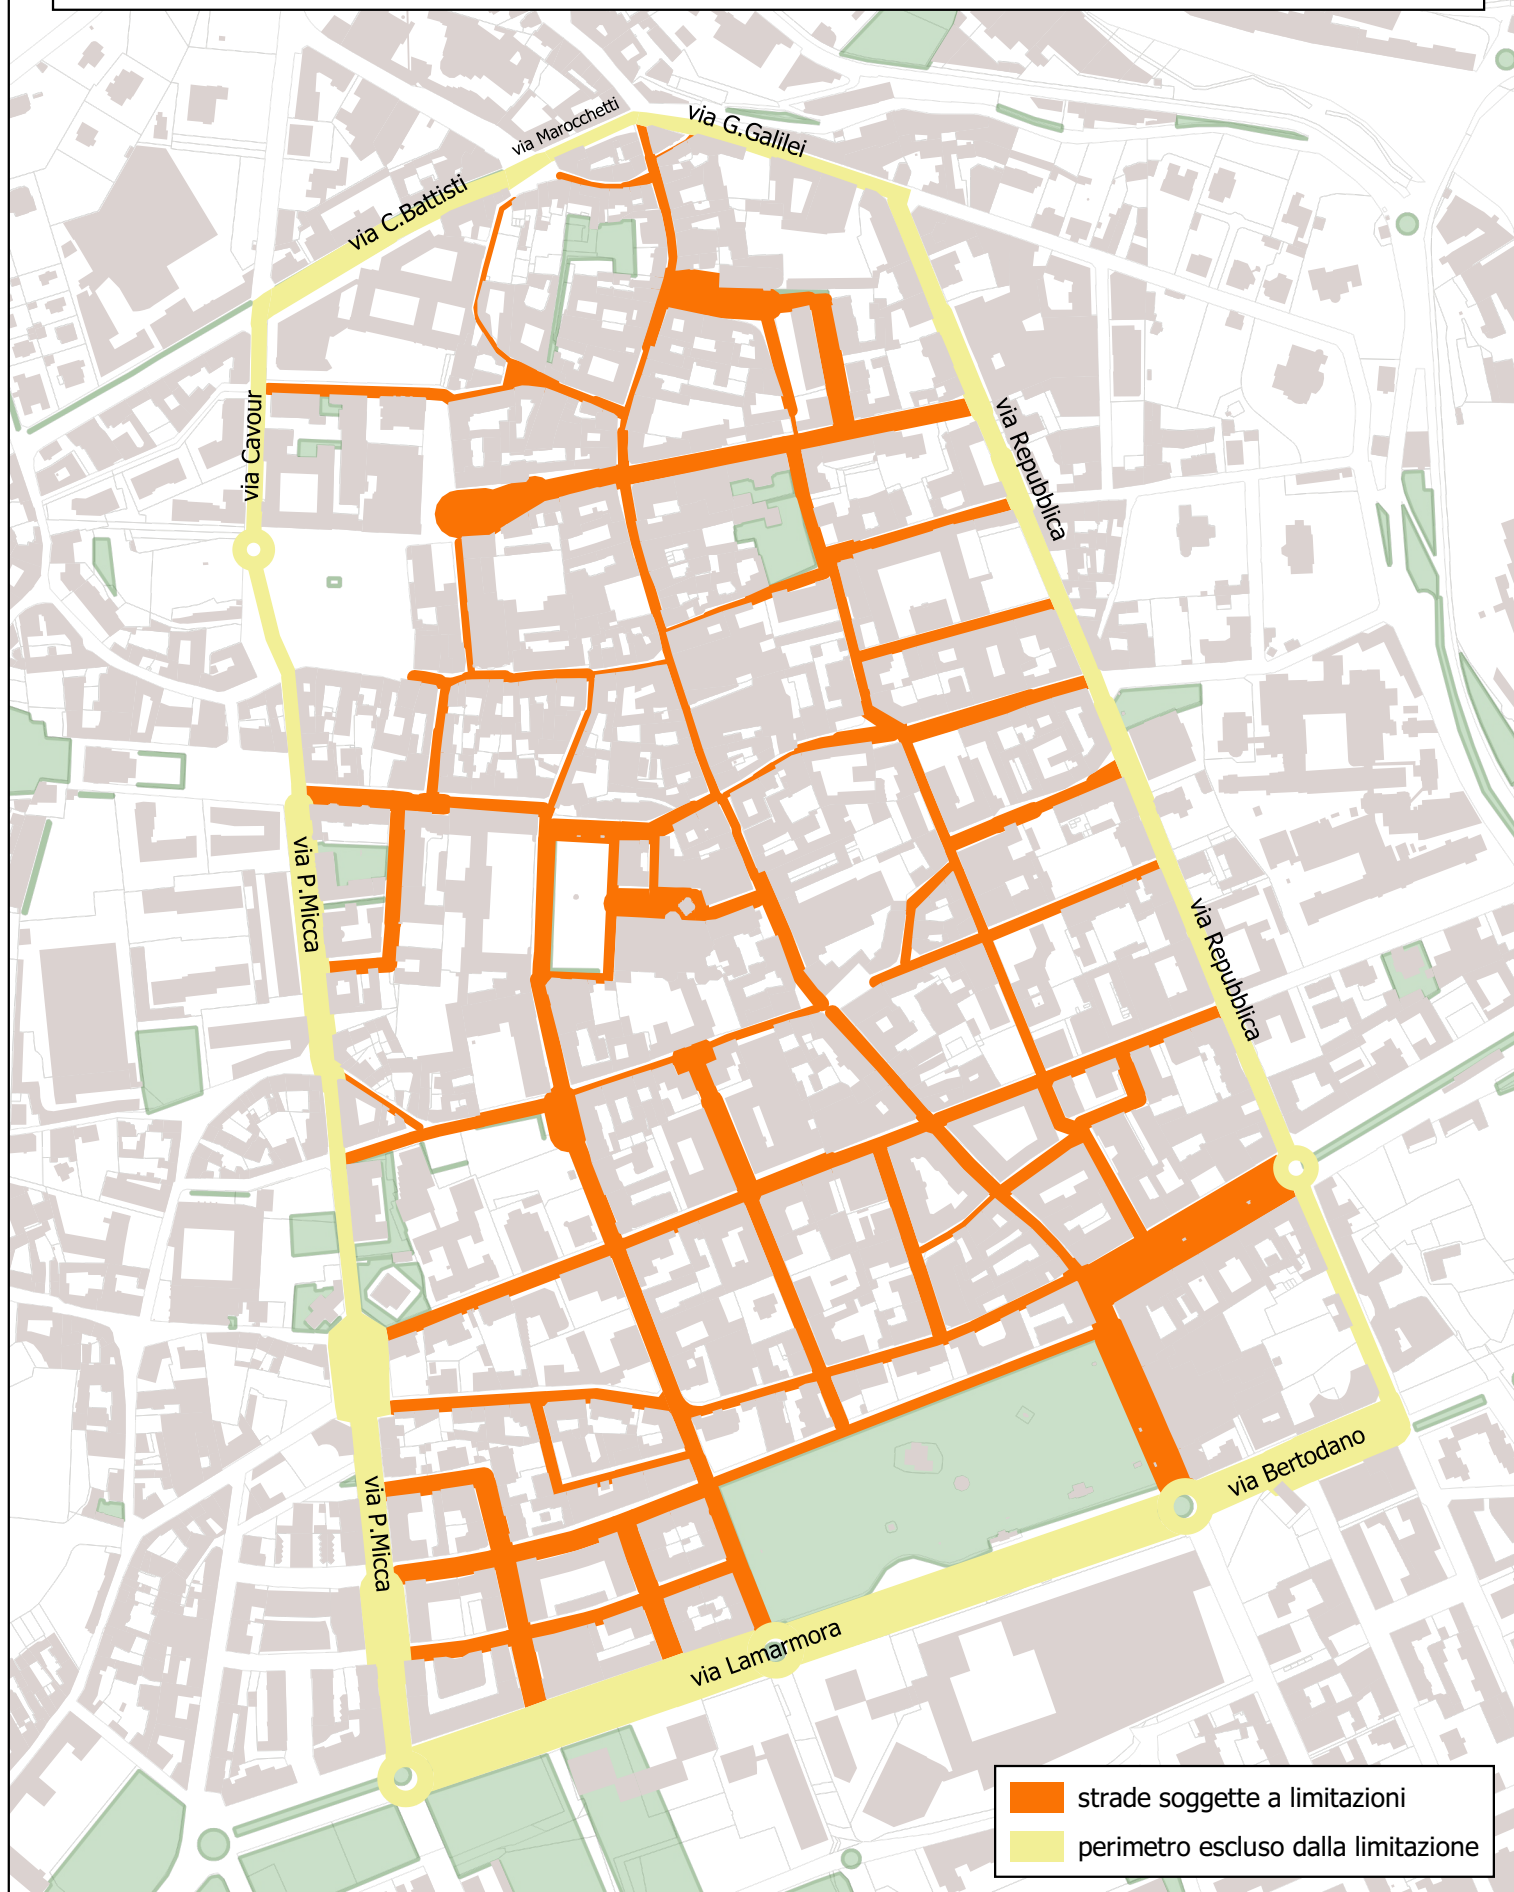 via Marocchetti
via G.Galilei
via C.Battisti
via Cavour
via Repubblica
via P.Micca
via Repubblica
via Bertodano
via P.Micca
via Lamarmora
strade soggette a limitazioni
perimetro escluso dalla limitazione